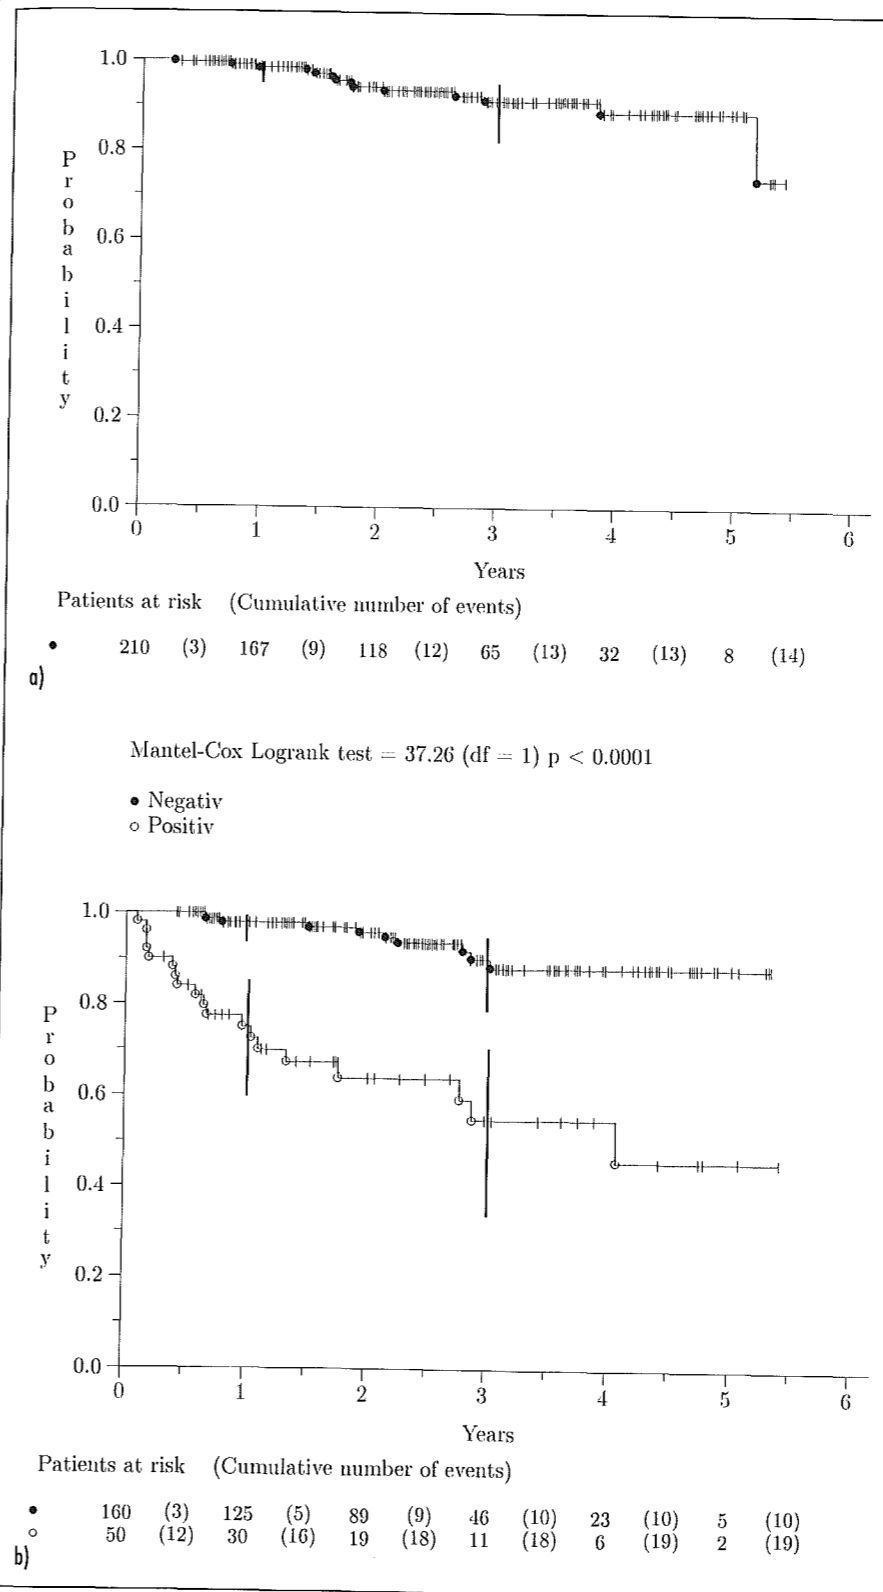 1.0
0.8
0.6
0.4
0.2
0.0
Probability
0 1 2 3 4 5 6
Years
Patients at risk (Cumulative number of events)
210 (3) 167 (9) 118 (12) 65 (13) 32 (13) 8 (14)
a)
Mantel-Cox Logrank test = 37.26 (df = 1) p < 0.0001
Negativ
Positiv
1.0
0.8
0.6
0.4
0.2
0.0
Probability
0 1 2 3 4 5 6
Years
Patients at risk (Cumulative number of events)
160 (3) 125 (5) 89 (9) 46 (10) 23 (10) 5 (10)
50 (12) 30 (16) 19 (18) 11 (18) 6 (19) 2 (19)
b)